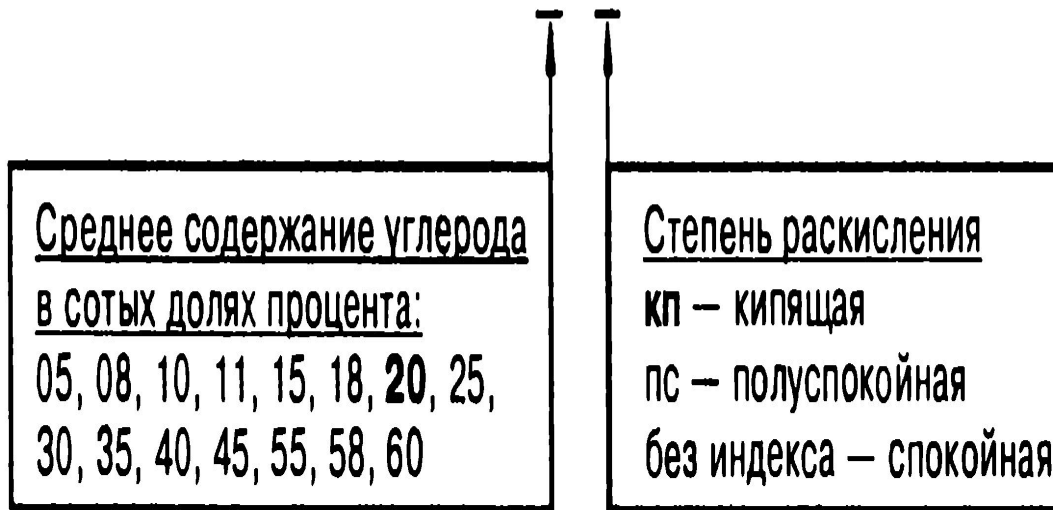 Среднее содержание углерода
в сотых долях процента:
05, 08, 10, 11, 15, 18, 20, 25,
30, 35, 40, 45, 55, 58, 60
Степень раскисления
кп — кипящая
пс — полуспокойная
без индекса — спокойная